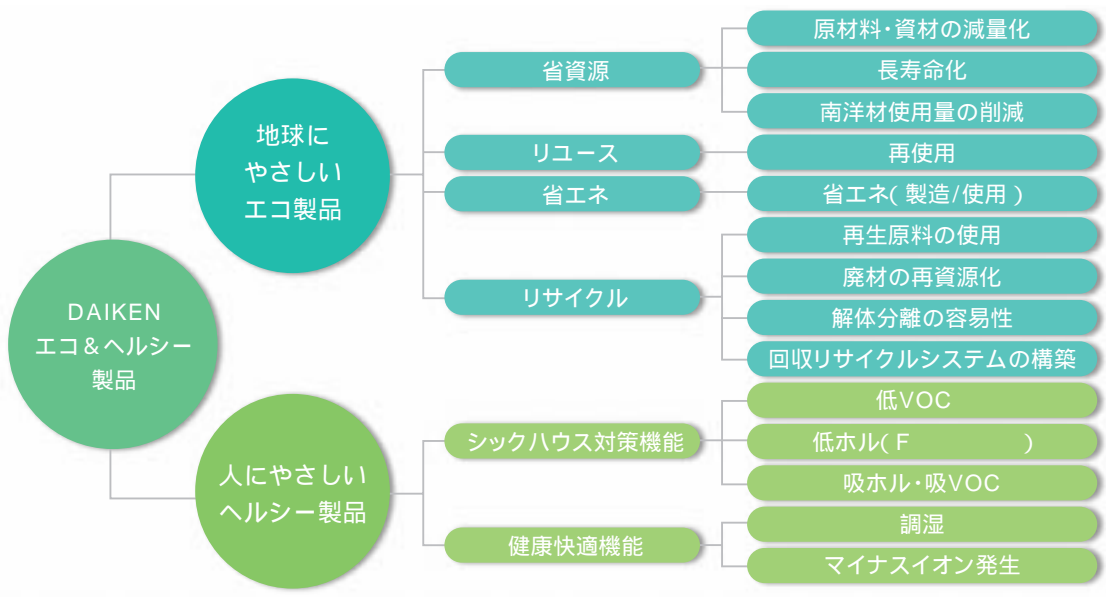 DAIKEN
エコ&ヘルシー
製品
地球に
やさしい
エコ製品
省資源
原材料・資材の減量化
長寿命化
南洋材使用量の削減
リユース
再使用
省エネ
省エネ(製造/使用)
リサイクル
再生原料の使用
廃材の再資源化
解体分離の容易性
回収リサイクルシステムの構築
人にやさしい
ヘルシー製品
シックハウス対策機能
低VOC
低ホル(F )
吸ホル・吸VOC
健康快適機能
調湿
マイナスイオン発生